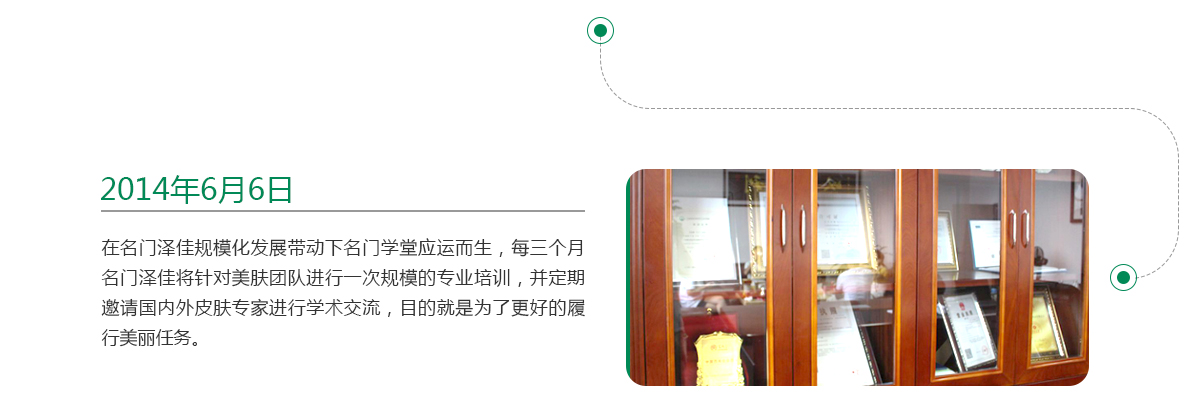 2014年6月6日
在名门泽佳规模化发展带动下名门学堂应运而生，每三个月
名门泽佳将针对美肤团队进行一次规模的专业培训，并定期
邀请国内外皮肤专家进行学术交流，目的就是为了更好的履
行美丽任务。